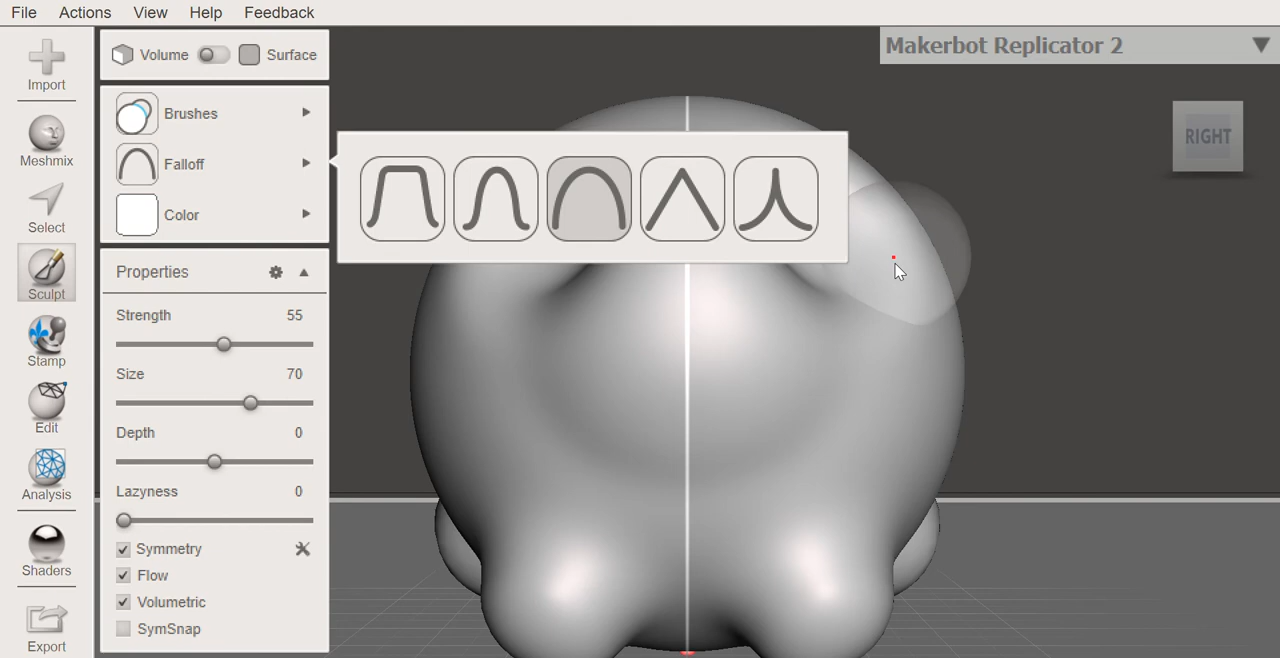 File Actions View Help Feedback
Import
Meshmix
Select
Sculpt
Stamp
Edit
Analysis
Shaders
Export
Volume Surface
Brushes
Falloff
Color
Properties
Strength 55
Size 70
Depth 0
Lazyness 0
Symmetry
Flow
Volumetric
SymSnap
Makerbot Replicator 2
RIGHT